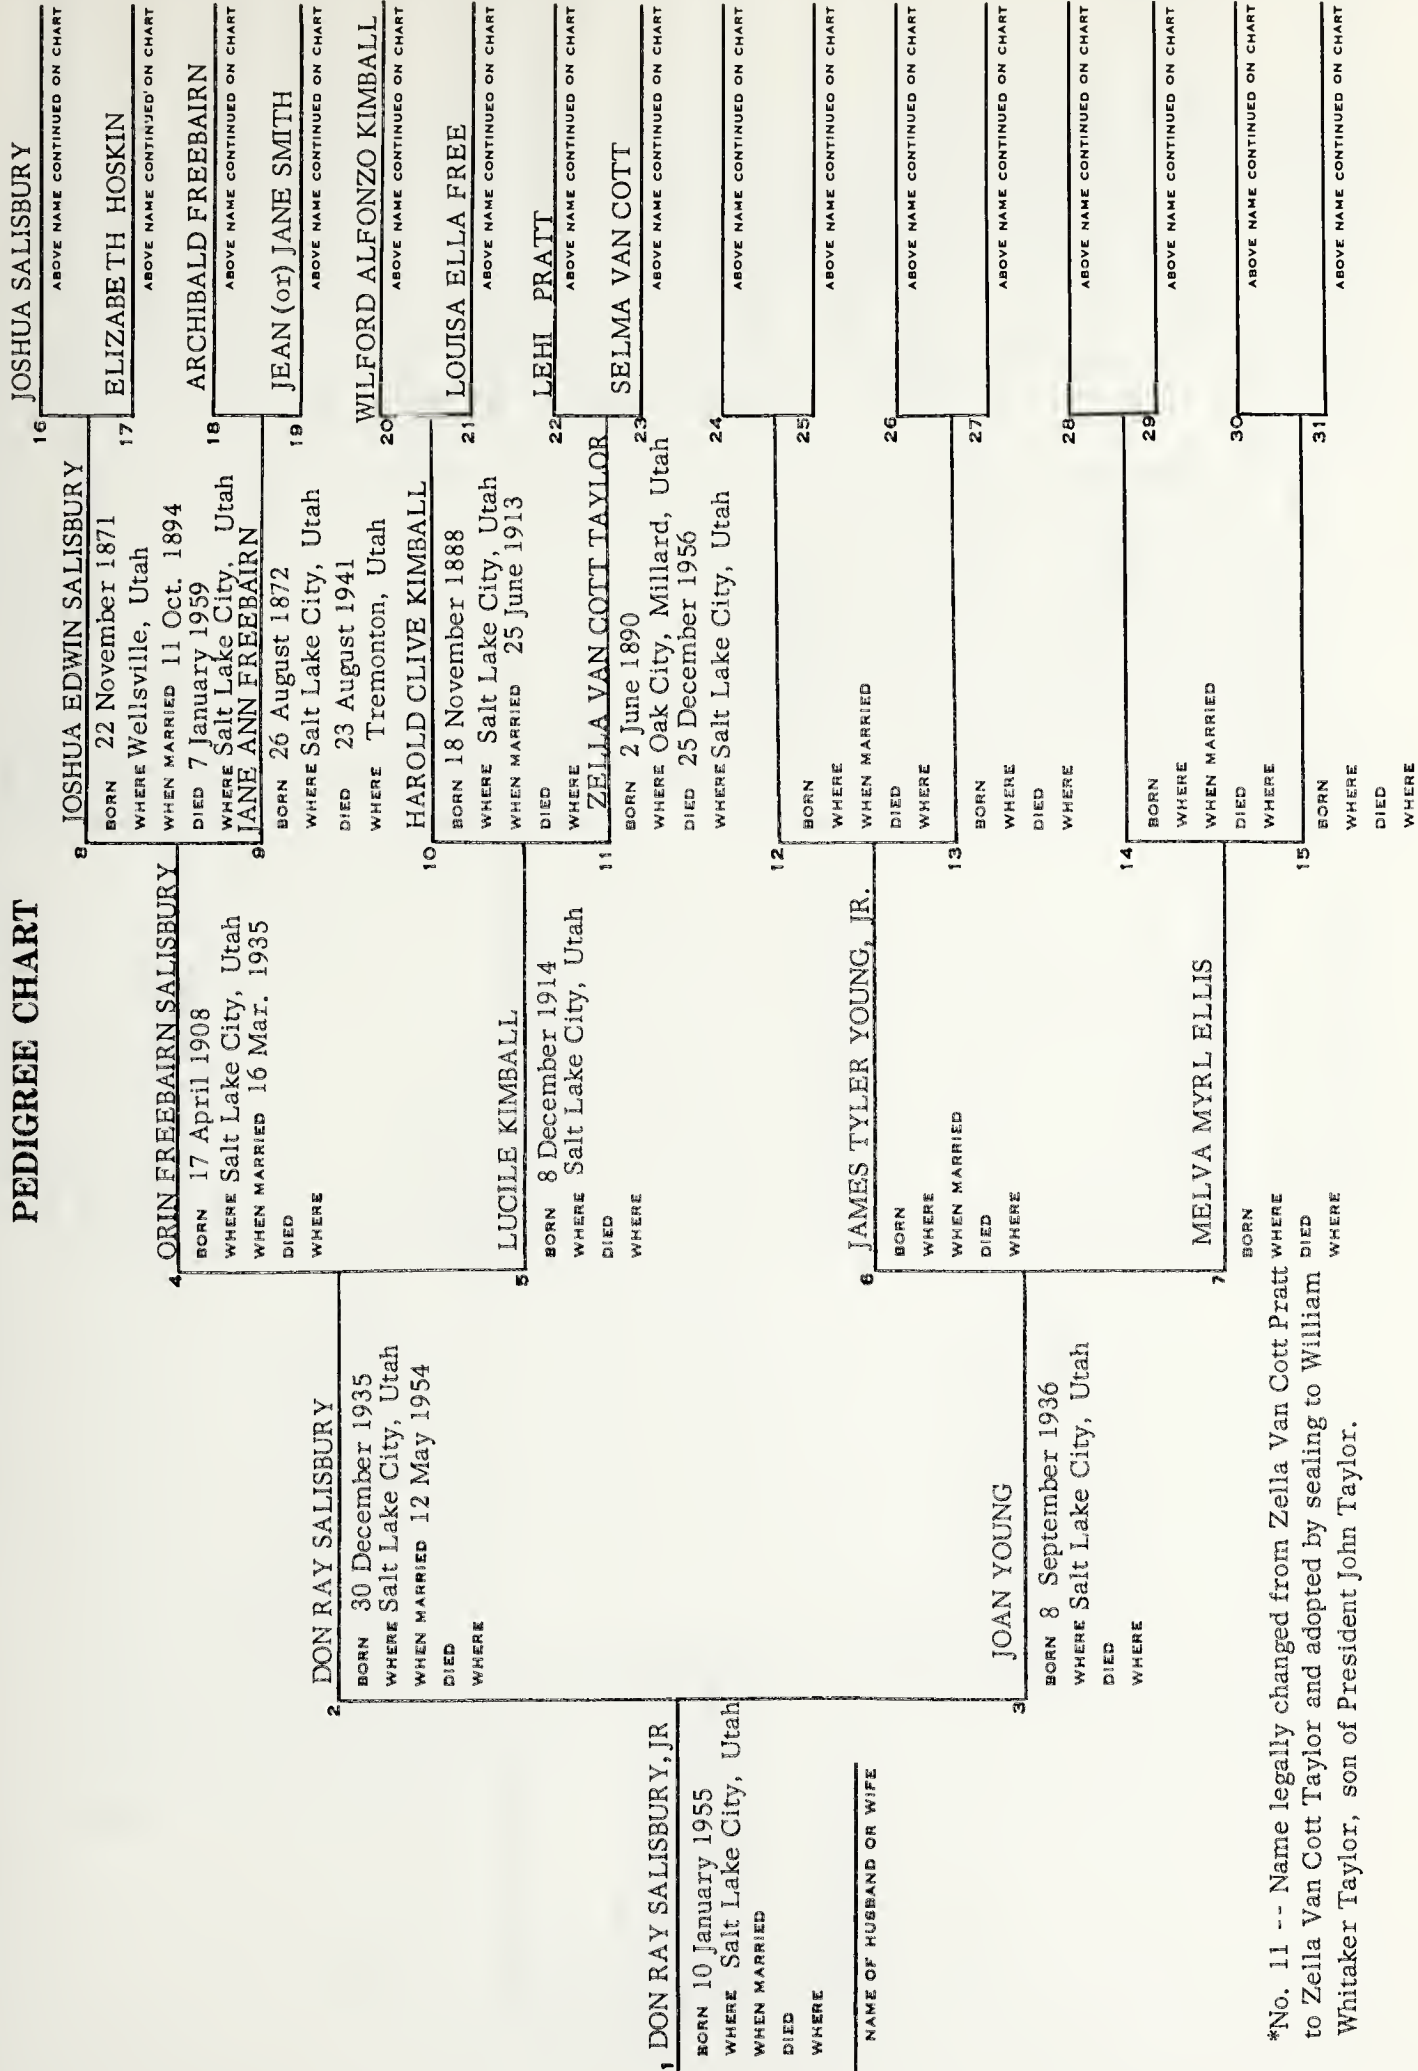 PEDIGREE CHART
1 DON RAY SALISBURY, JR
BORN 10 January 1955
WHERE Salt Lake City, Utah
WHEN MARRIED
DIED
WHERE
NAME OF HUSBAND OR WIFE
2 DON RAY SALISBURY
BORN 30 December 1935
WHERE Salt Lake City, Utah
WHEN MARRIED 12 May 1954
DIED
WHERE
3 JOAN YOUNG
BORN 8 September 1936
WHERE Salt Lake City, Utah
DIED
WHERE
4 ORIN FREEBAIRN SALISBURY
BORN 17 April 1908
WHERE Salt Lake City, Utah
WHEN MARRIED 16 Mar. 1935
DIED
WHERE
5 LUCILE KIMBALL
BORN 8 December 1914
WHERE Salt Lake City, Utah
DIED
WHERE
6 JAMES TYLER YOUNG, JR.
BORN
WHERE
WHEN MARRIED
DIED
WHERE
7 MELVA MYRL ELLIS
BORN
WHERE
DIED
WHERE
8 JOSHUA EDWIN SALISBURY
BORN 22 November 1871
WHERE Wellsville, Utah
WHEN MARRIED 11 Oct. 1894
DIED 7 January 1959
WHERE Salt Lake City, Utah
9 JANE ANN FREEBAIRN
BORN 26 August 1872
WHERE Salt Lake City, Utah
DIED 23 August 1941
WHERE Tremonton, Utah
10 HAROLD CLIVE KIMBALL
BORN 18 November 1888
WHERE Salt Lake City, Utah
WHEN MARRIED 25 June 1913
DIED
WHERE
11 ZELLA VAN COTT TAYLOR
BORN 2 June 1890
WHERE Oak City, Millard, Utah
DIED 25 December 1956
WHERE Salt Lake City, Utah
12
BORN
WHERE
WHEN MARRIED
DIED
WHERE
13
BORN
WHERE
DIED
WHERE
14
BORN
WHERE
WHEN MARRIED
DIED
WHERE
15
BORN
WHERE
DIED
WHERE
16 JOSHUA SALISBURY
ABOVE NAME CONTINUED ON CHART
17 ELIZABETH HOSKIN
ABOVE NAME CONTINUED ON CHART
18 ARCHIBALD FREEBAIRN
ABOVE NAME CONTINUED ON CHART
19 JEAN (or) JANE SMITH
ABOVE NAME CONTINUED ON CHART
20 WILFORD ALFONZO KIMBALL
ABOVE NAME CONTINUED ON CHART
21 LOUISA ELLA FREE
ABOVE NAME CONTINUED ON CHART
22 LEHI PRATT
ABOVE NAME CONTINUED ON CHART
23 SELMA VAN COTT
ABOVE NAME CONTINUED ON CHART
24
ABOVE NAME CONTINUED ON CHART
25
ABOVE NAME CONTINUED ON CHART
26
ABOVE NAME CONTINUED ON CHART
27
ABOVE NAME CONTINUED ON CHART
28
ABOVE NAME CONTINUED ON CHART
29
ABOVE NAME CONTINUED ON CHART
30
ABOVE NAME CONTINUED ON CHART
31
ABOVE NAME CONTINUED ON CHART
*No. 11 -- Name legally changed from Zella Van Cott Pratt
to Zella Van Cott Taylor and adopted by sealing to William
Whitaker Taylor, son of President John Taylor.